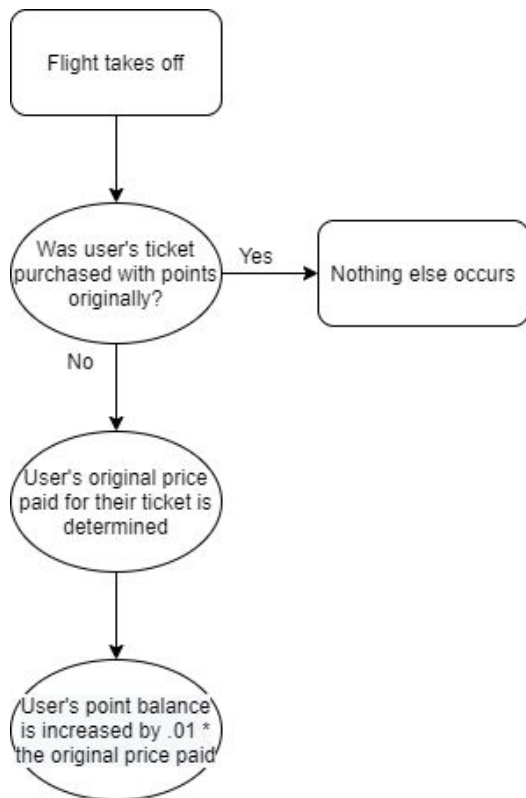 Flight takes off
Was user's ticket
purchased with points
originally?
Yes
Nothing else occurs
No
User's original price
paid for their ticket is
determined
User's point balance
is increased by .01 *
the original price paid